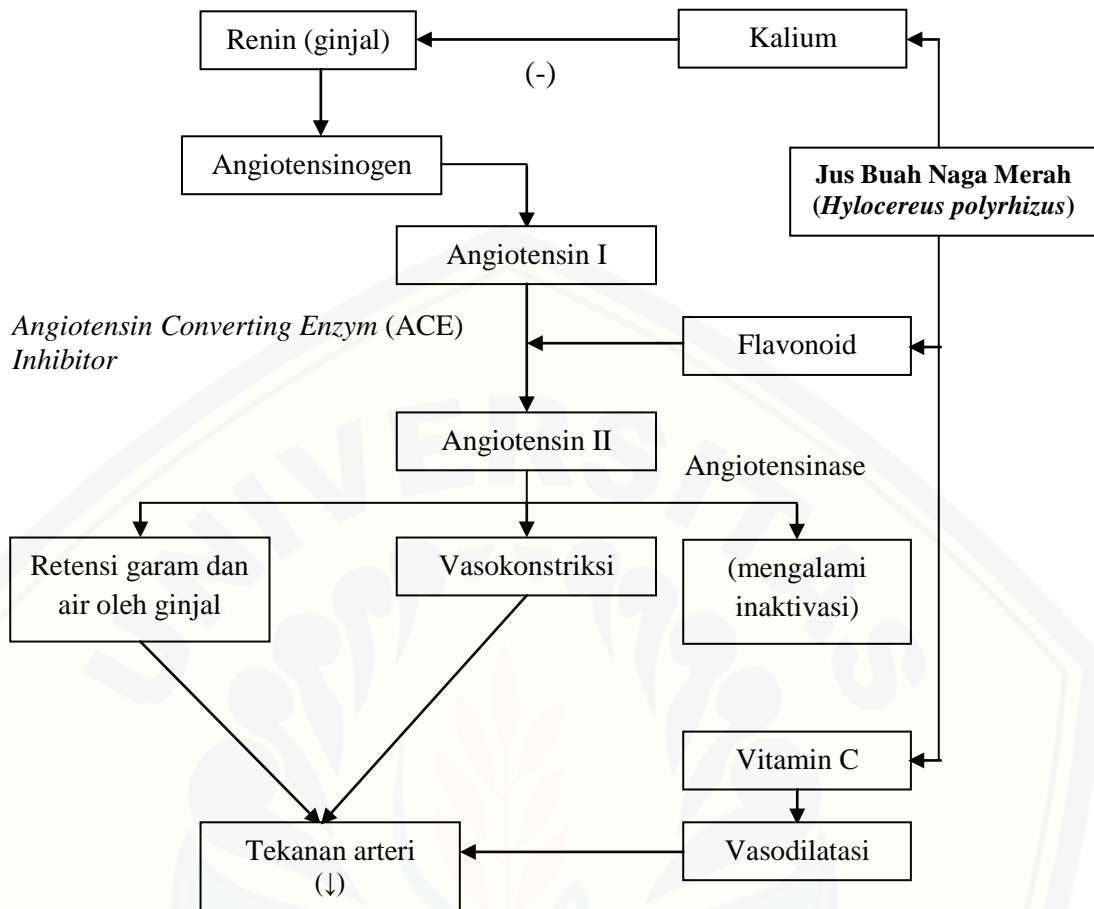 Renin (ginjal)
Kalium
(-)
Angiotensinogen
Jus Buah Naga Merah
(Hylocereus polyrhizus)
Angiotensin I
Angiotensin Converting Enzym (ACE)
Inhibitor
Flavonoid
Angiotensin II
Angiotensinase
Retensi garam dan
air oleh ginjal
Vasokonstriksi
(mengalami
inaktivasi)
Vitamin C
Tekanan arteri
(↓)
Vasodilatasi
UNIVERSITAS